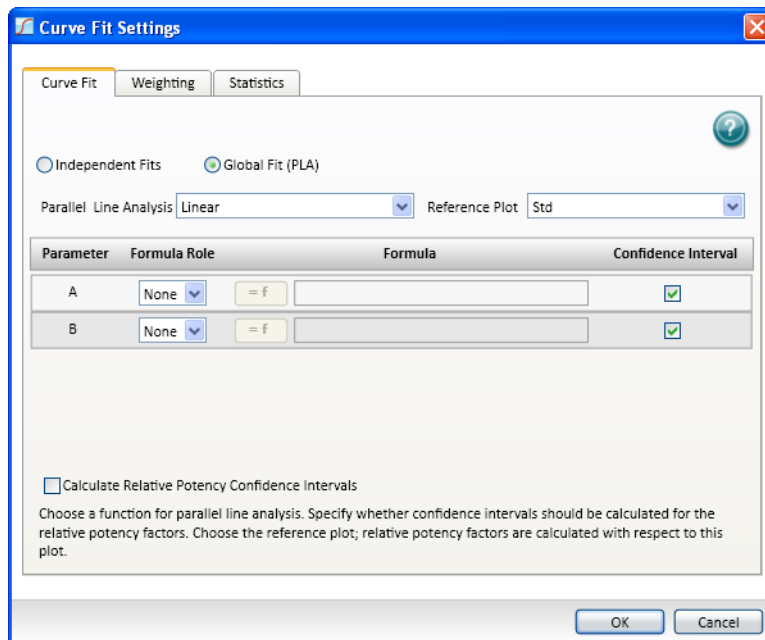 Curve Fit Settings
Curve Fit Weighting Statistics
?
Independent Fits Global Fit (PLA)
Parallel Line Analysis Linear Reference Plot Std
Parameter Formula Role Formula Confidence Interval
A None = f
B None = f
Calculate Relative Potency Confidence Intervals
Choose a function for parallel line analysis. Specify whether confidence intervals should be calculated for the
relative potency factors. Choose the reference plot; relative potency factors are calculated with respect to this
plot.
OK Cancel